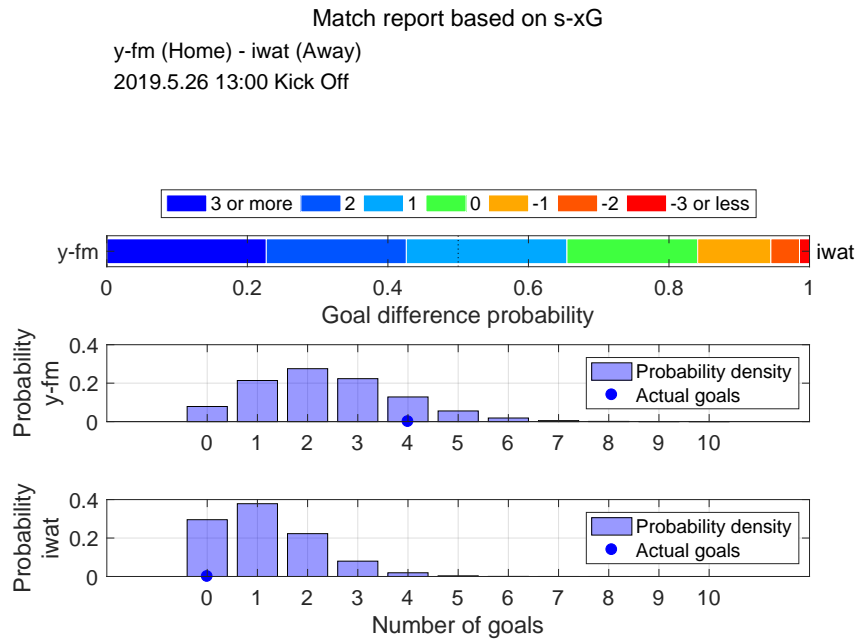 Match report based on s-xG
y-fm (Home) - iwat (Away)
2019.5.26 13:00 Kick Off
3 or more 2 1 0 -1 -2 -3 or less
y-fm iwat
0 0.2 0.4 0.6 0.8 1
Goal difference probability
Probability
y-fm
0.4
0.2
0
Probability density
Actual goals
0 1 2 3 4 5 6 7 8 9 10
Probability
iwat
0.4
0.2
0
Probability density
Actual goals
0 1 2 3 4 5 6 7 8 9 10
Number of goals